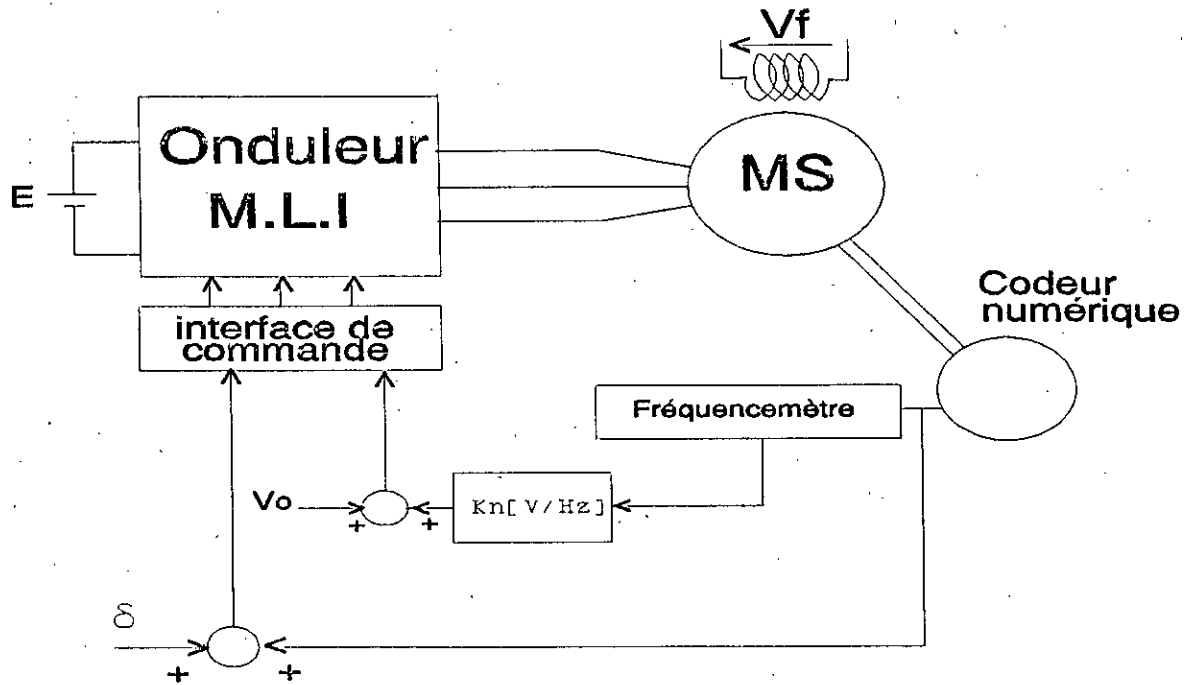 Vf
Onduleur
M.L.I
MS
E
Codeur
numérique
interface de
commande
Fréquencemètre
Vo
+
+
Kn[ V/Hz]
δ
+
+